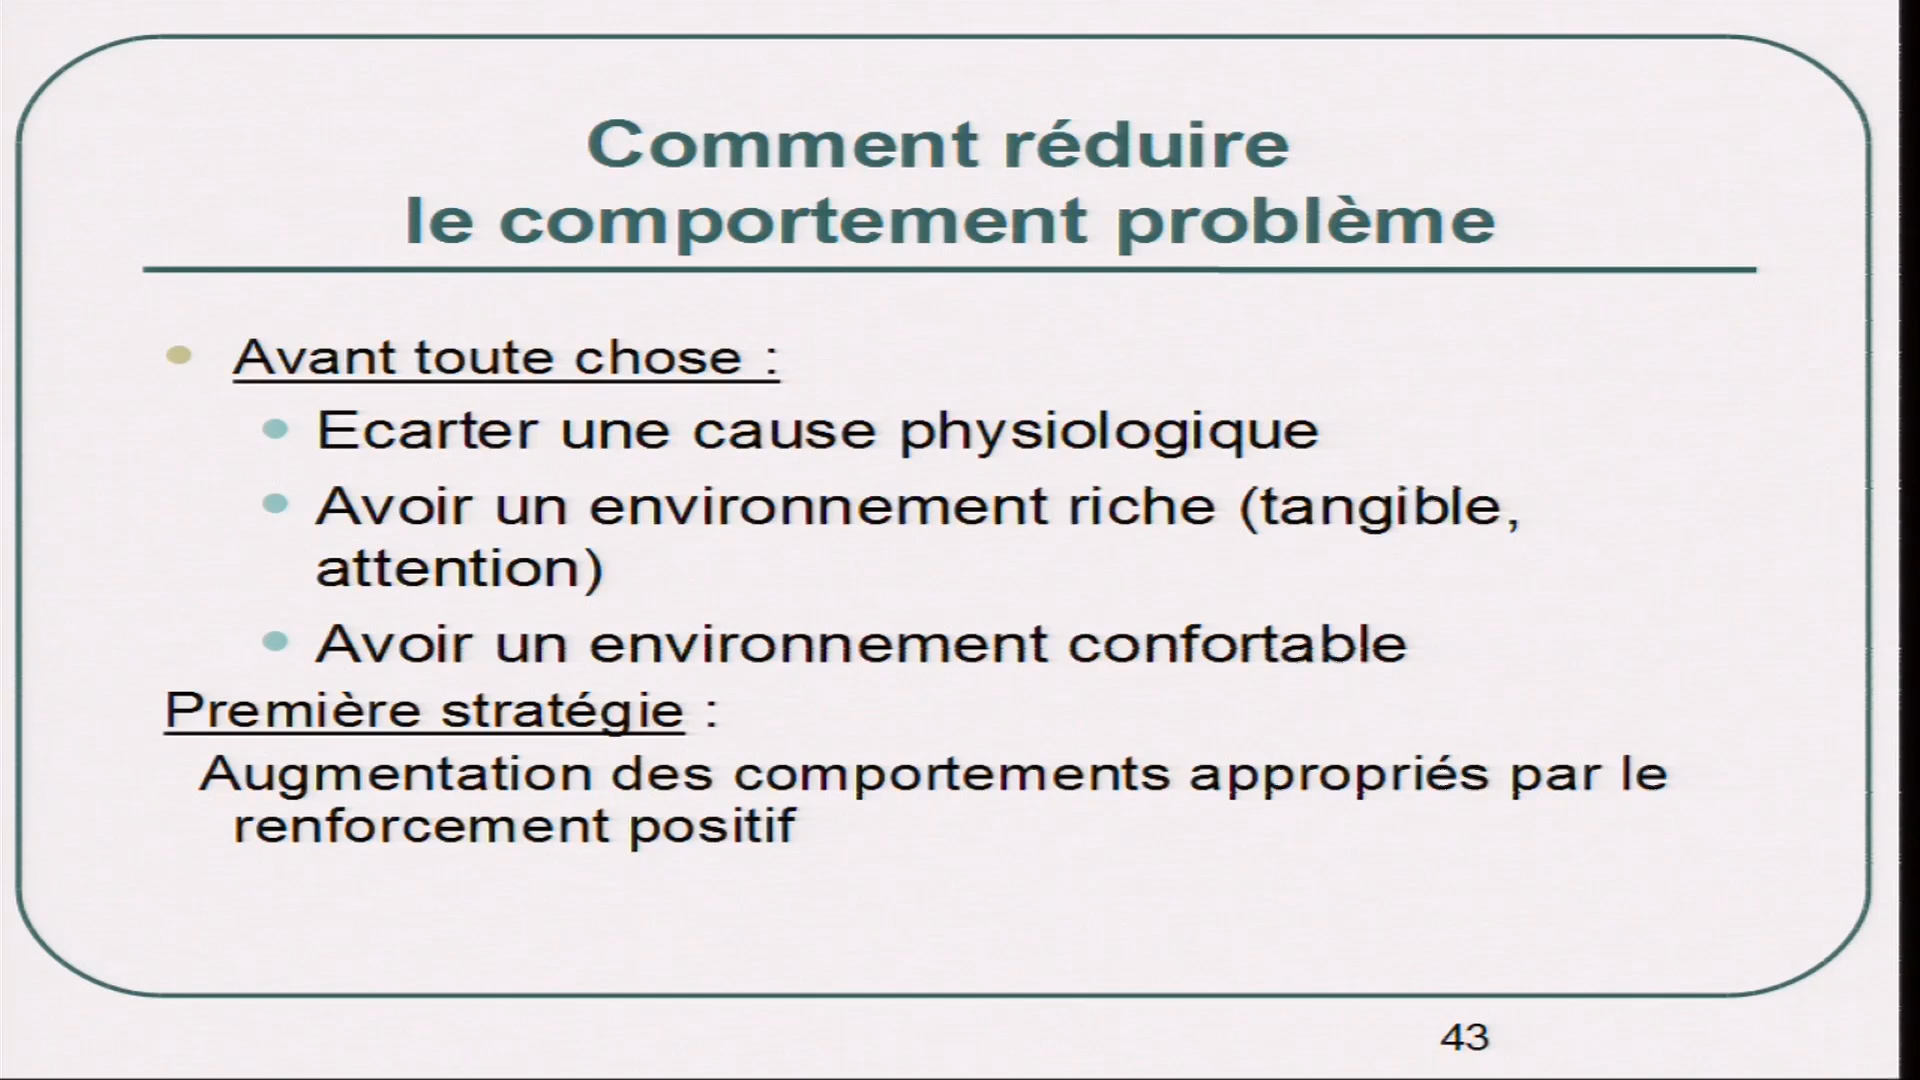 Comment réduire
le comportement problème
Avant toute chose :
Ecarter une cause physiologique
Avoir un environnement riche (tangible,
attention)
Avoir un environnement confortable
Première stratégie :
Augmentation des comportements appropriés par le
renforcement positif
43